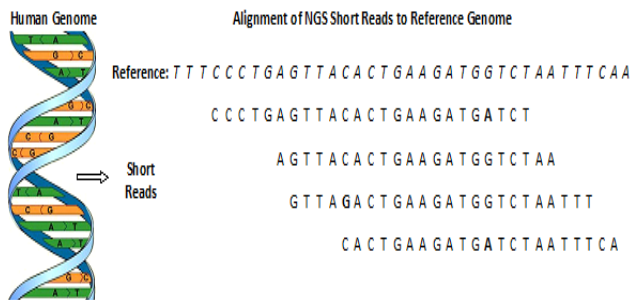 Human Genome
T A
G C
A T
G C
A T
C G
C G
T A
C G
A T
A T
G C
A T
Short
Reads
Alignment of NGS Short Reads to Reference Genome
Reference: T T T C C C T G A G T T A C A C T G A A G A T G G T C T A A T T T C A A
C C C T G A G T T A C A C T G A A G A T G A T C T
A G T T A C A C T G A A G A T G G T C T A A
G T T A G A C T G A A G A T G G T C T A A T T T
C A C T G A A G A T G A T C T A A T T T C A